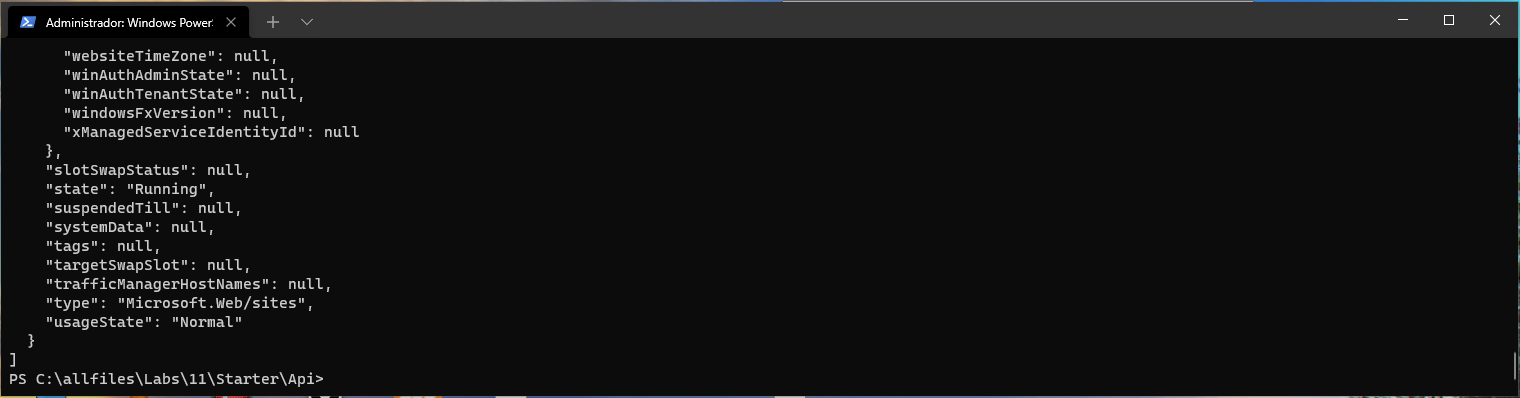 Administrador: Windows Power
"websiteTimeZone": null,
"winAuthAdminState": null,
"winAuthTenantState": null,
"windowsFxVersion": null,
"xManagedServiceIdentityId": null
},
"slotSwapStatus": null,
"state": "Running",
"suspendedTill": null,
"systemData": null,
"tags": null,
"targetSwapSlot": null,
"trafficManagerHostNames": null,
"type": "Microsoft.Web/sites",
"usageState": "Normal"
}
]
PS C:\allfiles\Labs\11\Starter\Api>